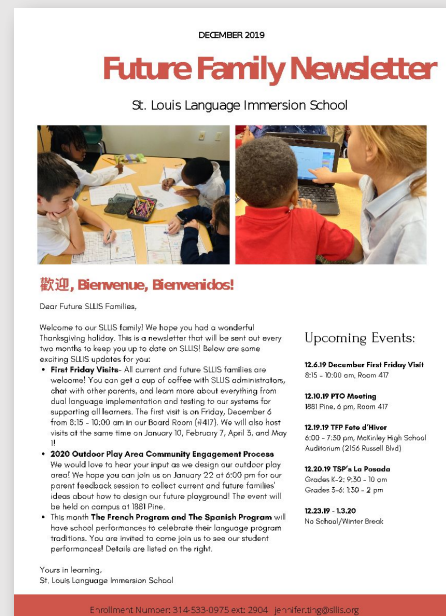 DECEMBER 2019
Future Family Newsletter
St. Louis Language Immersion School
歡迎, Bienvenue, Bienvenidos!
Dear Future SLLIS Families,
Welcome to our SLLIS family! We hope you had a wonderful
Thanksgiving holiday. This is a newsletter that will be sent out every
two months to keep you up to date on SLLIS! Below are some
exciting SLLIS updates for you:
• First Friday Visits- All current and future SLLIS families are
welcome! You can get a cup of coffee with SLLIS administrators,
chat with other parents, and learn more about everything from
dual language implementation and testing to our systems for
supporting all learners. The first visit is on Friday, December 6
from 8:15 - 10:00 am in our Board Room (#417). We will also host
visits at the same time on January 10, February 7, April 3, and May
1!
• 2020 Outdoor Play Area Community Engagement Process
We would love to hear your input as we design our outdoor play
area! We hope you can join us on January 22 at 6:00 pm for our
parent feedback session to collect current and future families'
ideas about how to design our future playground! The event will
be held on campus at 1881 Pine.
• This month The French Program and The Spanish Program will
have school performances to celebrate their language program
traditions. You are invited to come join us to see our student
performances! Details are listed on the right.
Yours in learning,
St. Louis Language Immersion School
Upcoming Events:
12.6.19 December First Friday Visit
8:15 - 10:00 am, Room 417
12.10.19 PTO Meeting
1881 Pine, 6 pm, Room 417
12.19.19 TFP Fete d'Hiver
6:00 - 7:30 pm, McKinley High School
Auditorium (2156 Russell Blvd)
12.20.19 TSP's La Posada
Grades K-2: 9:30 - 10 am
Grades 3-6: 1:30 - 2 pm
12.23.19 - 1.3.20
No School/Winter Break
Enrollment Number: 314-533-0975 ext: 2904 jennifer.ting@sllis.org